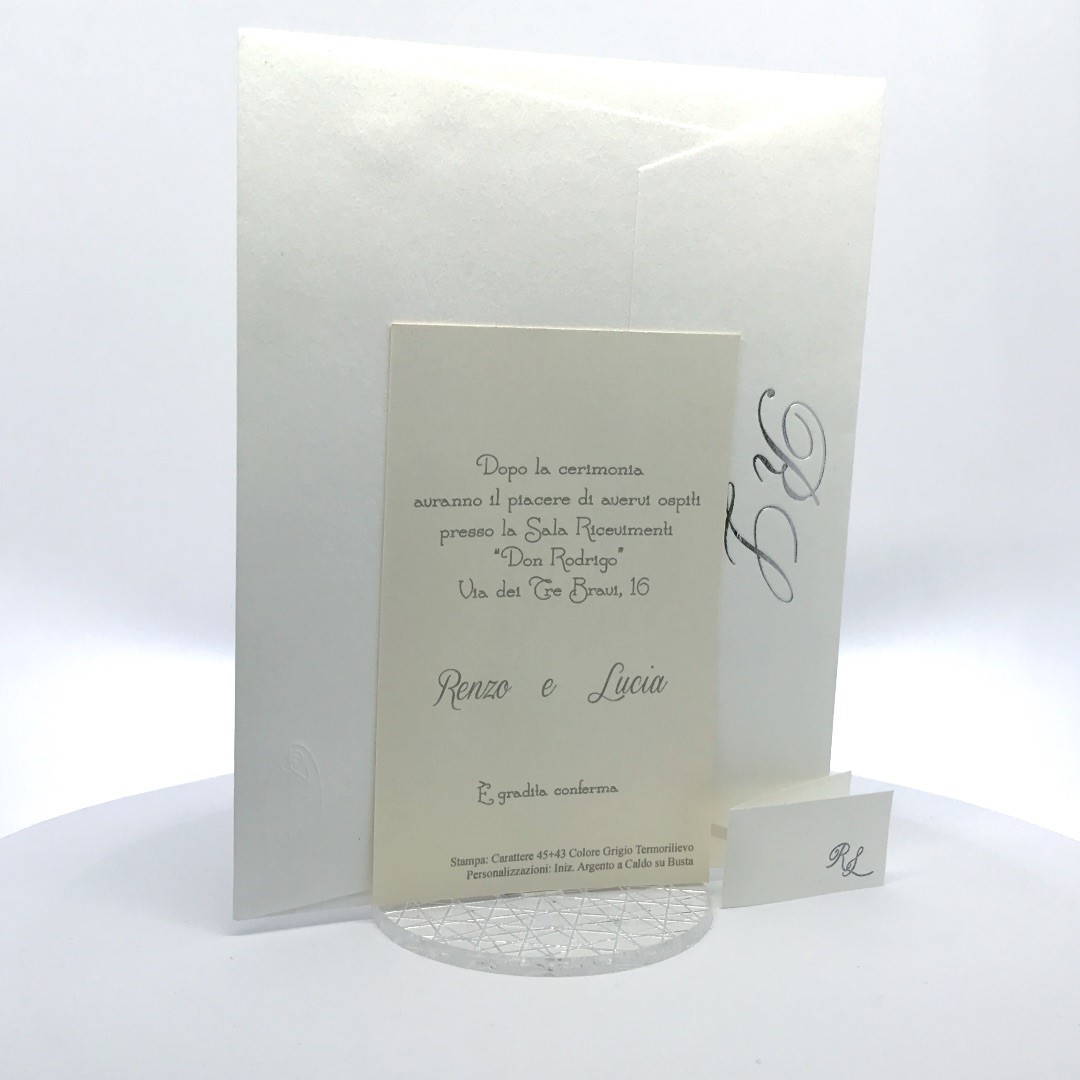 Dopo la cerimonia
avranno il piacere di avervi ospiti
presso la Sala Ricevimenti
“Don Rodrigo”
Via dei Tre Bravi, 16
Renzo e Lucia
È gradita conferma
Stampa: Carattere 45+43 Colore Grigio Termorilievo
Personalizzazioni: Iniz. Argento a Caldo su Busta
R L
RL